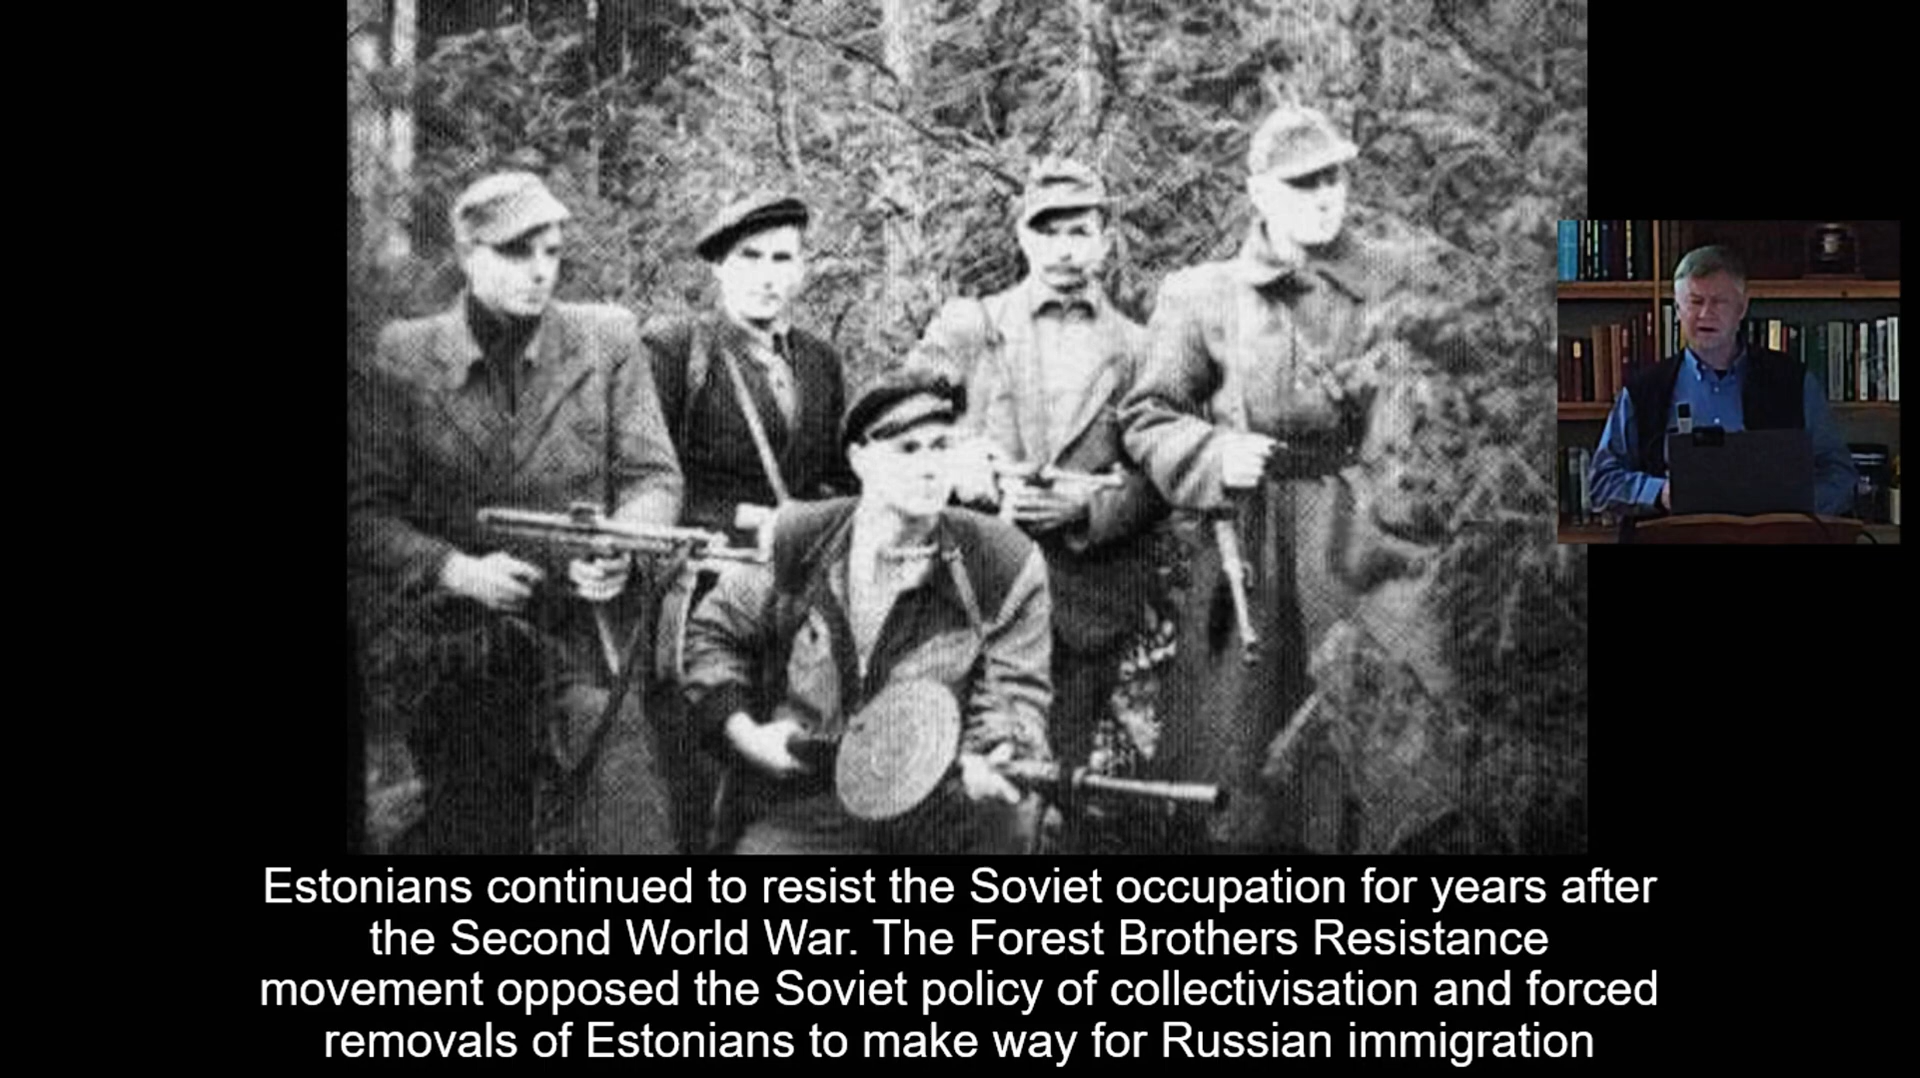 Estonians continued to resist the Soviet occupation for years after
the Second World War. The Forest Brothers Resistance
movement opposed the Soviet policy of collectivisation and forced
removals of Estonians to make way for Russian immigration